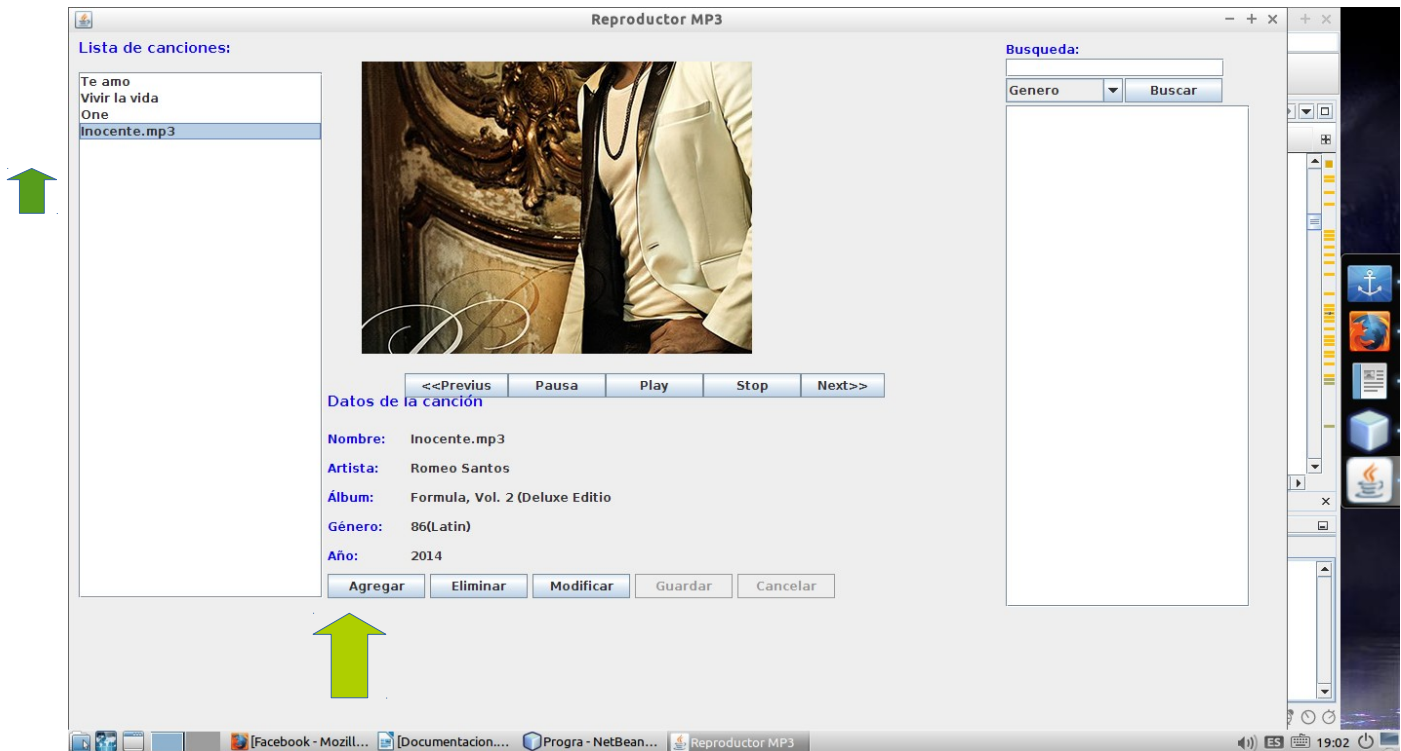 Reproductor MP3
Lista de canciones:
Te amo
Vivir la vida
One
Inocente.mp3
Busqueda:
Genero
Buscar
<<Previus
Pausa
Play
Stop
Next>>
Datos de la canción
Nombre: Inocente.mp3
Artista: Romeo Santos
Álbum: Formula, Vol. 2 (Deluxe Editio
Género: 86(Latin)
Año: 2014
Agregar
Eliminar
Modificar
Guardar
Cancelar
[Facebook - Mozill...
[Documentacion....
Progra - NetBean...
Reproductor MP3
ES
19:02